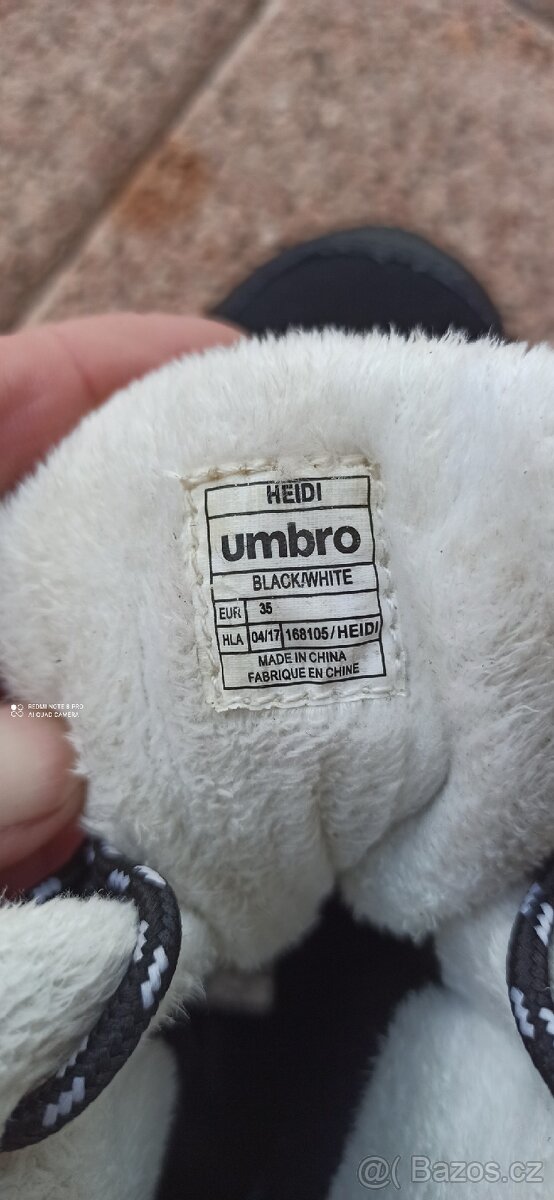 HEIDI
umbro
BLACK/WHITE
EUR 35
HLA 04/17 168105/HEIDI
MADE IN CHINA
FABRIQUE EN CHINE
REDMI NOTE 8 PRO
AI QUAD CAMERA
@( Bazos.cz